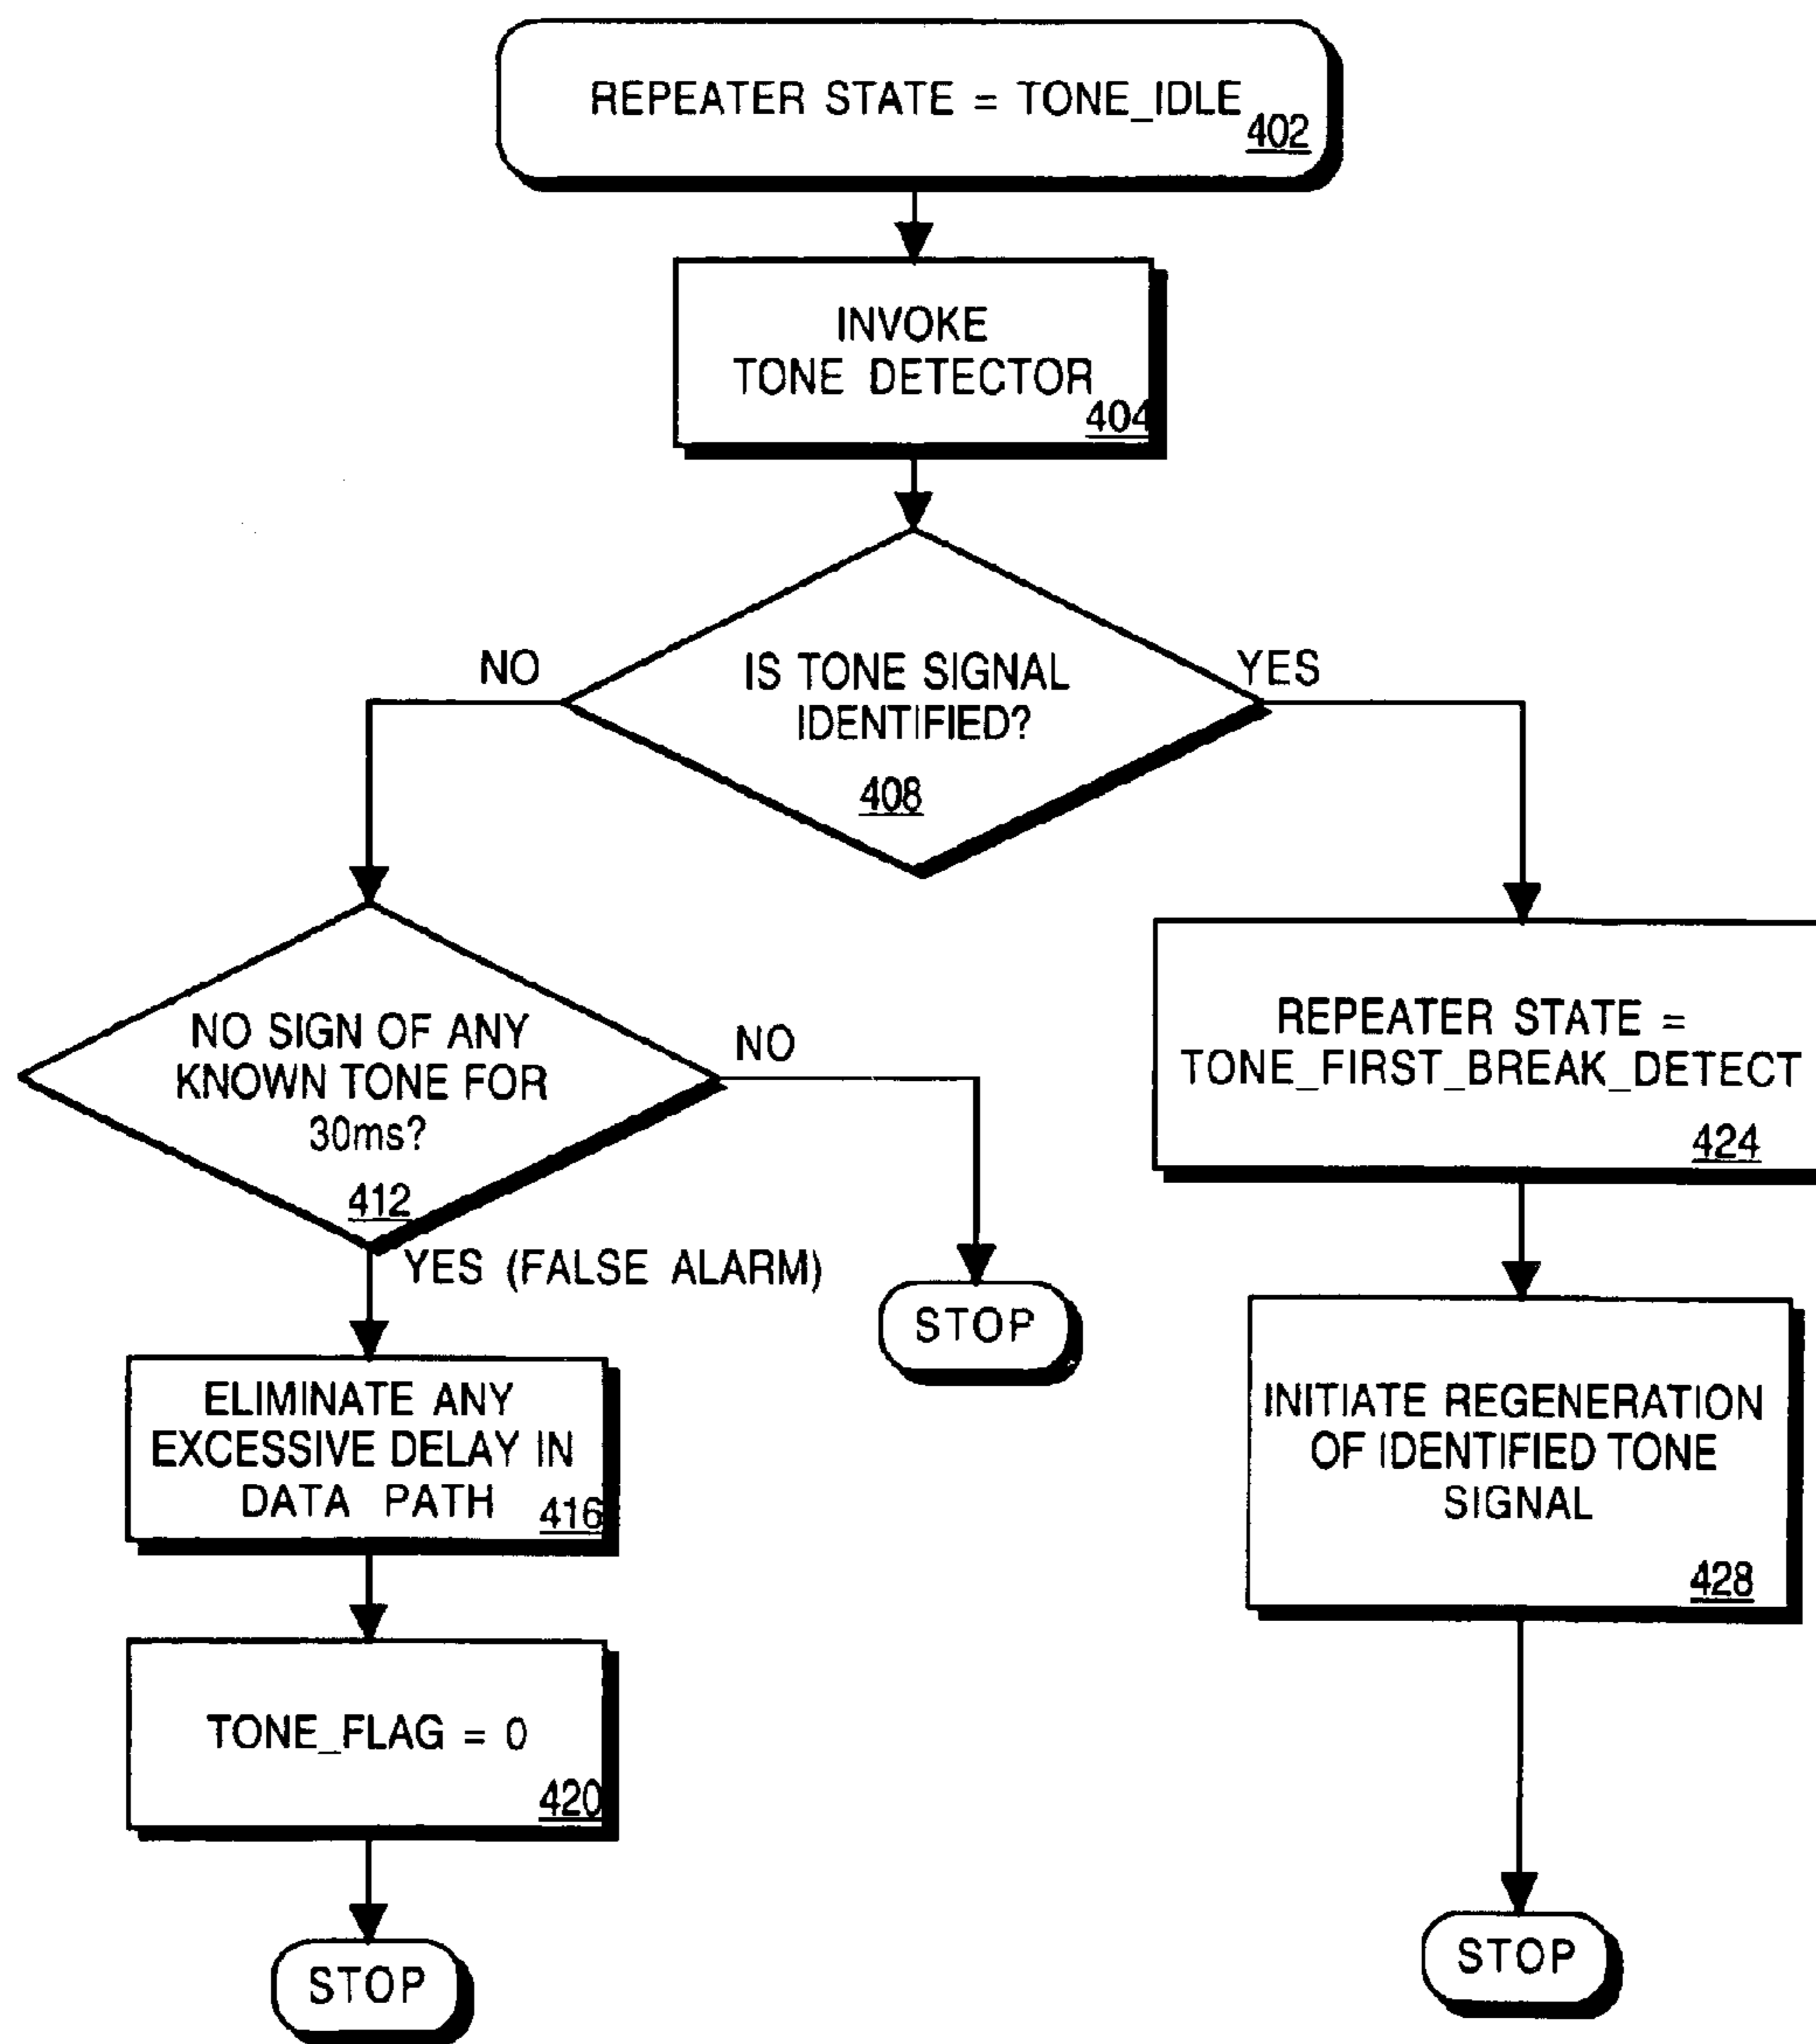 REPEATER STATE = TONE_IDLE
402
INVOKE
TONE DETECTOR
404
NO
IS TONE SIGNAL
IDENTIFIED?
408
YES
NO SIGN OF ANY
KNOWN TONE FOR
30ms?
412
NO
YES (FALSE ALARM)
STOP
REPEATER STATE =
TONE_FIRST_BREAK_DETECT
424
ELIMINATE ANY
EXCESSIVE DELAY IN
DATA PATH
416
INITIATE REGENERATION
OF IDENTIFIED TONE
SIGNAL
428
TONE_FLAG = 0
420
STOP
STOP